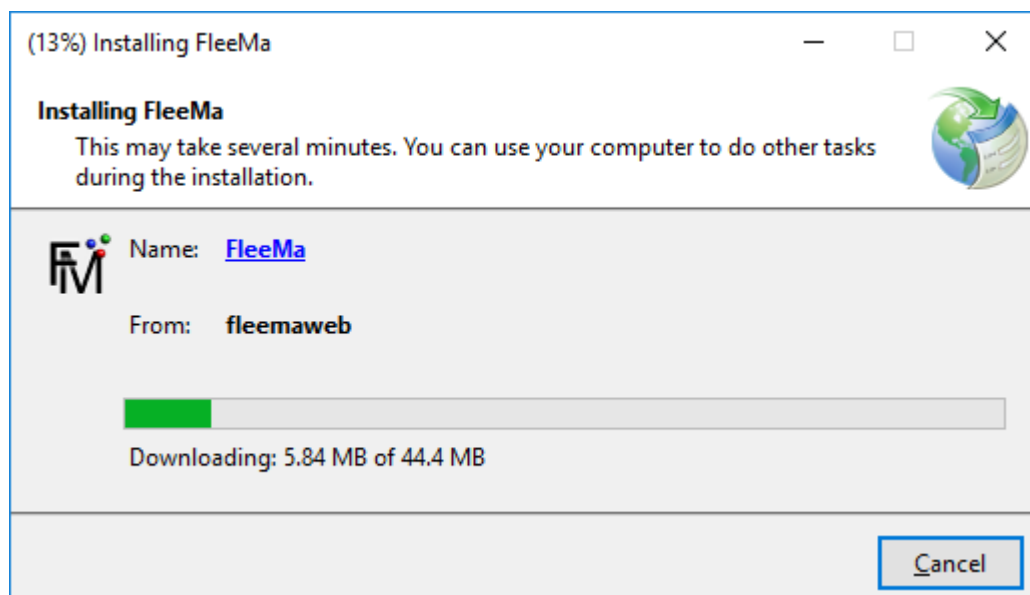 (13%) Installing FleeMa
Installing FleeMa
This may take several minutes. You can use your computer to do other tasks
during the installation.
FM
Name: FleeMa
From: fleemaweb
Downloading: 5.84 MB of 44.4 MB
Cancel